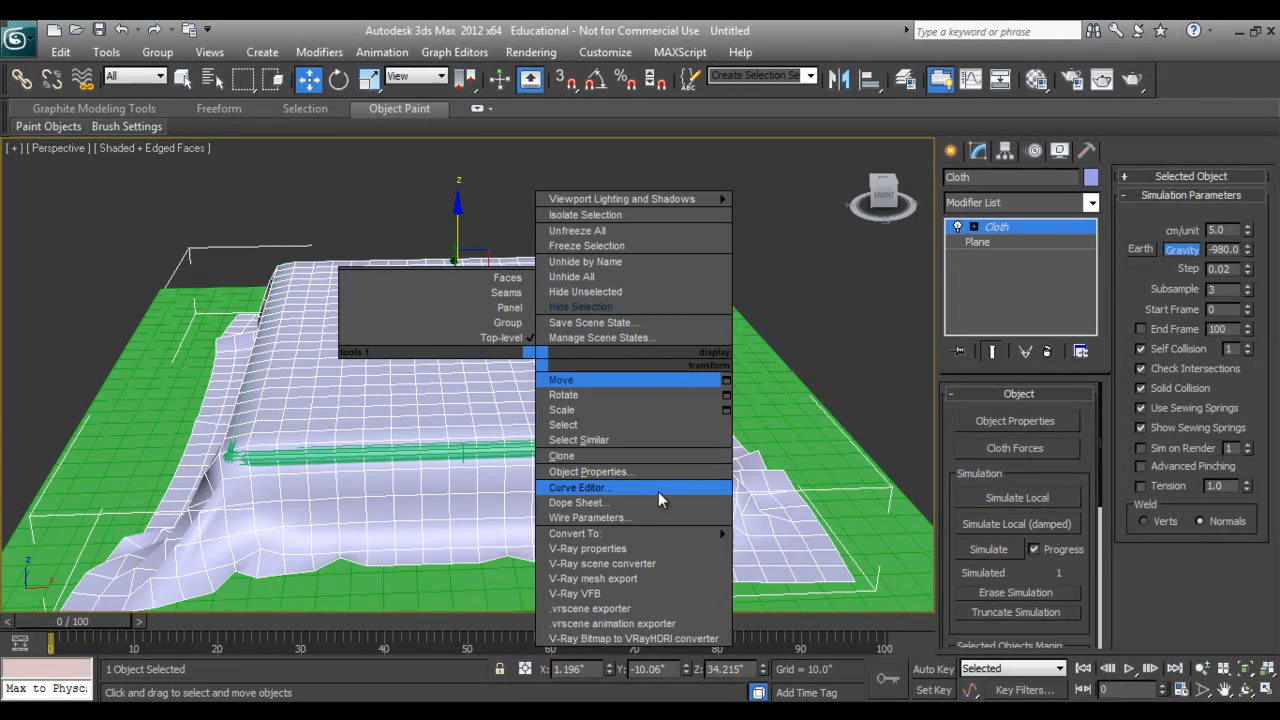 Autodesk 3ds Max 2012 x64 Educational - Not for Commercial Use Untitled
Type a keyword or phrase
Edit Tools Group Views Create Modifiers Animation Graph Editors Rendering Customize MAXScript Help
All View Create Selection Se
Graphite Modeling Tools Freeform Selection Object Paint
Paint Objects Brush Settings
[ + ] [ Perspective ] [ Shaded + Edged Faces ]
z
FRONT
Viewport Lighting and Shadows
Isolate Selection
Unfreeze All
Freeze Selection
Unhide by Name
Unhide All
Hide Unselected
Hide Selection
Save Scene State...
Manage Scene States...
display
Faces
Seams
Panel
Group
Top-level
tools 1
transform
Move
Rotate
Scale
Select
Select Similar
Clone
Object Properties...
Curve Editor...
Dope Sheet...
Wire Parameters...
Convert To:
V-Ray properties
V-Ray scene converter
V-Ray mesh export
V-Ray VFB
.vrscene exporter
.vrscene animation exporter
V-Ray Bitmap to VRayHDRI converter
z
x
Cloth
Modifier List
Cloth
Plane
- Object
Object Properties
Cloth Forces
Simulation
Simulate Local
Simulate Local (damped)
Simulate Progress
Simulated 1
Erase Simulation
Truncate Simulation
Selected Objects Manip
+ Selected Object
- Simulation Parameters
cm/unit 5.0
Earth Gravity -980.0
Step 0.02
Subsample 3
Start Frame 0
End Frame 100
Self Collision 1
Check Intersections
Solid Collision
Use Sewing Springs
Show Sewing Springs
Sim on Render 1
Advanced Pinching
Tension 1.0
Weld
Verts Normals
< 0 / 100 >
0 10 20 30 40 50 60 70 80 90 100
1 Object Selected X: 1.196" Y: -10.06" Z: 34.215" Grid = 10.0" Auto Key Selected
Max to Physc:
Click and drag to select and move objects Add Time Tag Set Key Key Filters... 0